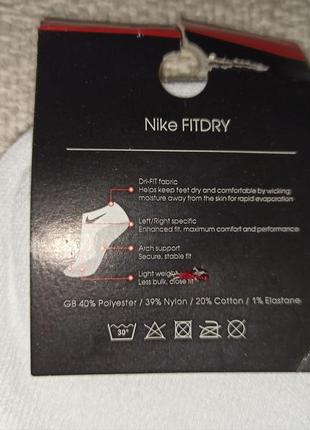 Nike FITDRY
Dri-FIT fabric
Helps keep feet dry and comfortable by wicking
moisture away from the skin for rapid evaporation
Left/Right specific
Enhanced fit, maximum comfort and performance
Arch support
Secure, stable fit
Light weight
Less bulk, close fit
GB 40% Polyester / 39% Nylon / 20% Cotton / 1% Elastane
30°